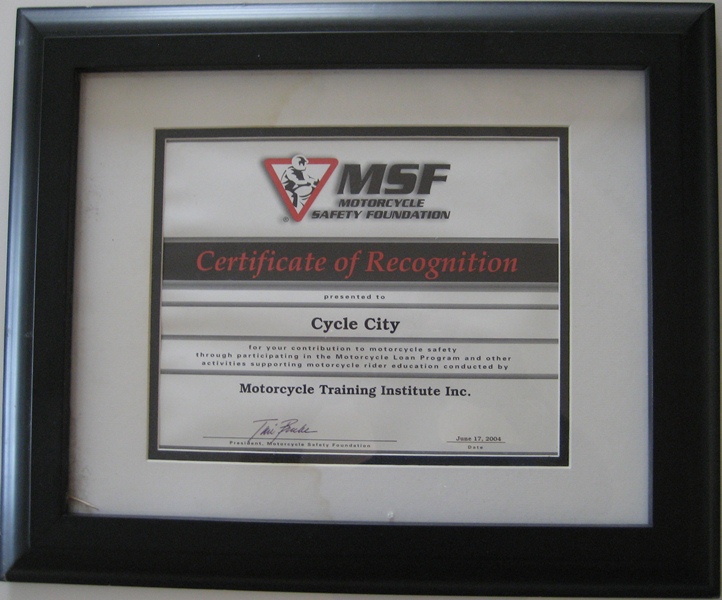 MSF
MOTORCYCLE
SAFETY FOUNDATION
Certificate of Recognition
presented to
Cycle City
for your contribution to motorcycle safety
through participating in the Motorcycle Loan Program and other
activities supporting motorcycle rider education conducted by
Motorcycle Training Institute Inc.
President, Motorcycle Safety Foundation
June 17, 2004
Date